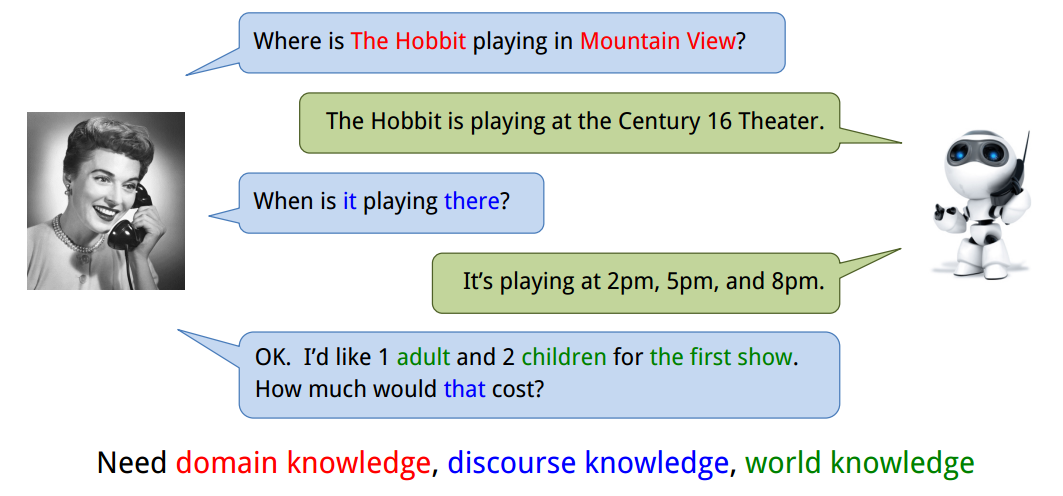 Where is The Hobbit playing in Mountain View?
The Hobbit is playing at the Century 16 Theater.
When is it playing there?
It’s playing at 2pm, 5pm, and 8pm.
OK.  I’d like 1 adult and 2 children for the first show.
How much would that cost?
Need domain knowledge, discourse knowledge, world knowledge